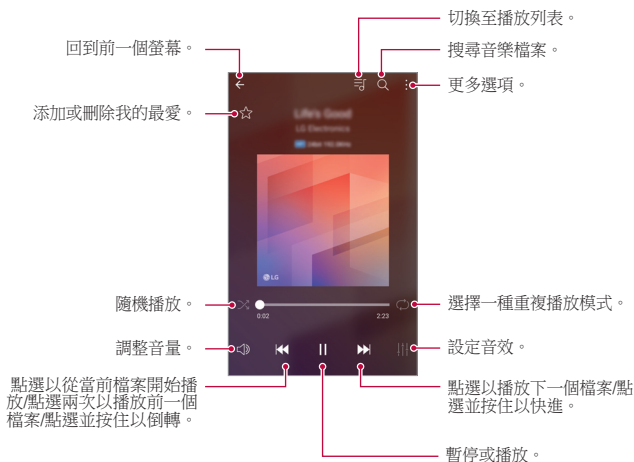 切換至播放列表。
回到前一個螢幕。
搜尋音樂檔案。
更多選項。
添加或刪除我的最愛。
Life's Good
LG Electronics
LG
隨機播放。
選擇一種重複播放模式。
0:02
2:23
調整音量。
設定音效。
點選以從當前檔案開始播
放/點選兩次以播放前一個
檔案/點選並按住以倒轉。
點選以播放下一個檔案/點
選並按住以快進。
暫停或播放。